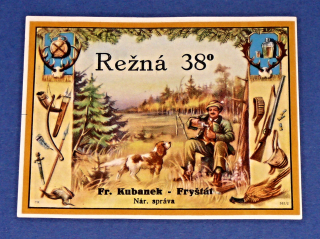 Režná 38°
Fr. Kubanek - Fryštát
Nár. správa